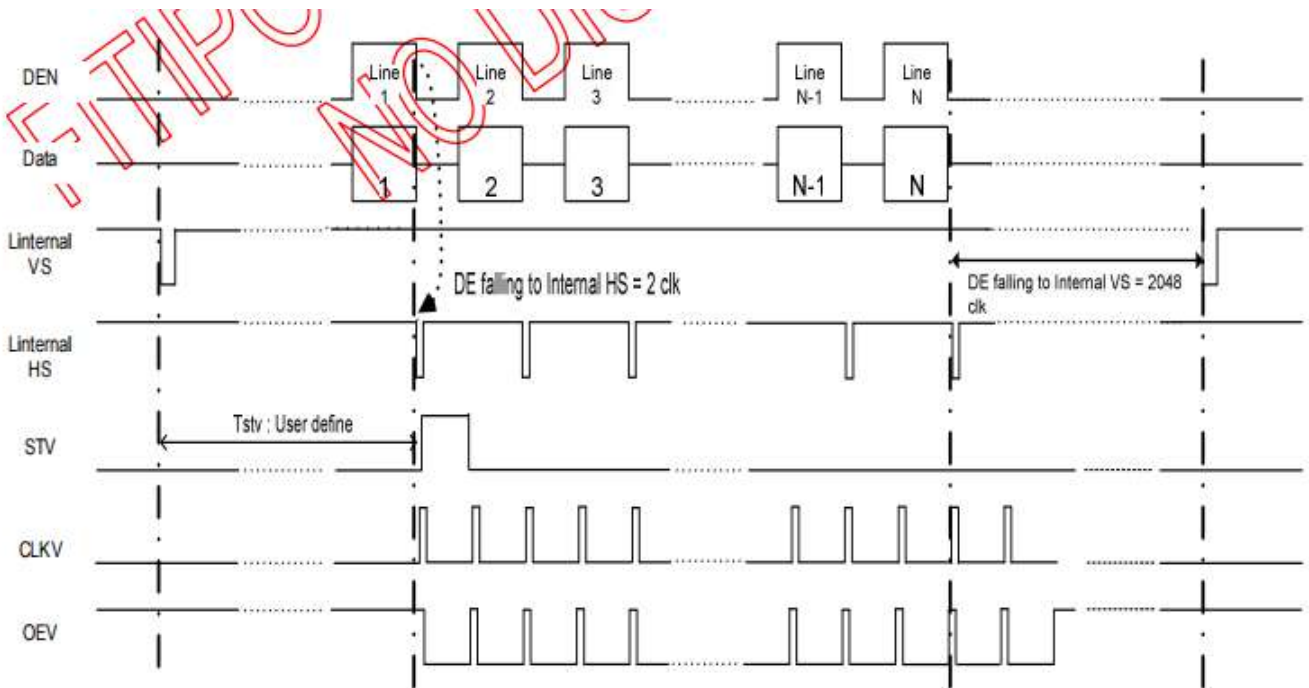 DEN
Line
1
Line
2
Line
3
Line
N-1
Line
N
Data
1
2
3
N-1
N
Linternal
VS
DE falling to Internal HS = 2 clk
DE falling to Internal VS = 2048
clk
Linternal
HS
Tstv : User define
STV
CLKV
OEV
NO